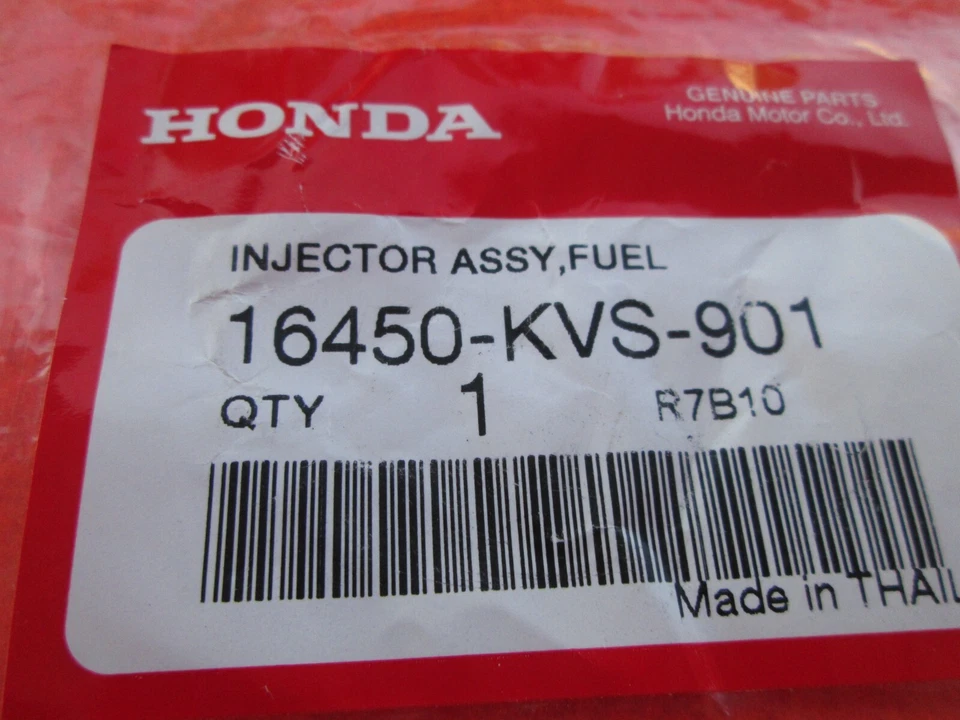 HONDA
GENUINE PARTS
Honda Motor Co., Ltd.
INJECTOR ASSY,FUEL
16450-KVS-901
QTY 1 R7B10
Made in THAIL